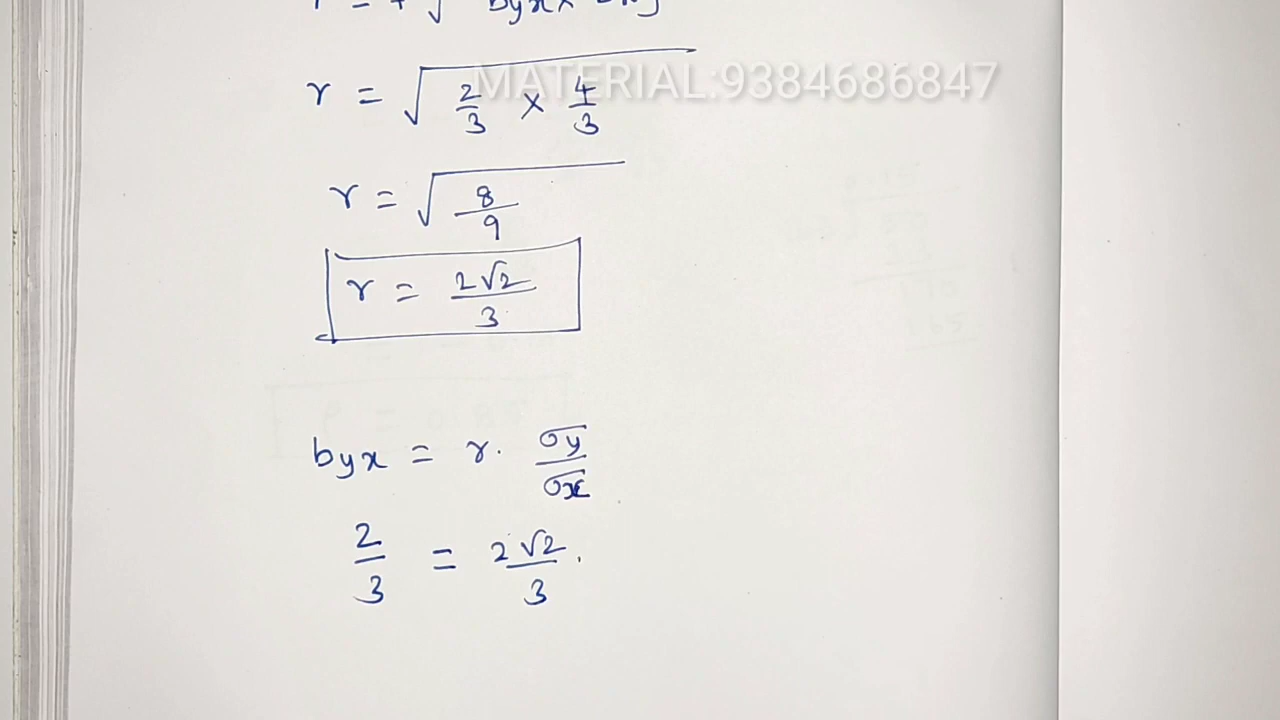 MATERIAL:9384686847
r = √ 2/3 × 4/3
r = √ 8/9
r = 2√2/3
byx = r. σy/σx
2/3 = 2√2/3 .